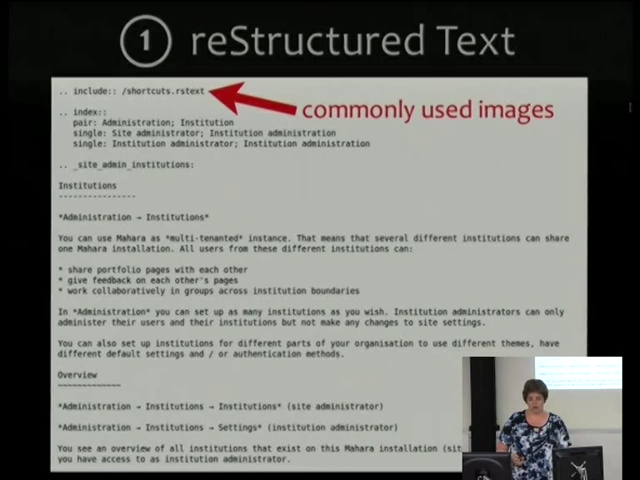 1 reStructured Text
.. include:: /shortcuts.rstext
commonly used images
.. index::
pair: Administration; Institution
single: Site administrator; Institution administration
single: Institution administrator; Institution administration
.. _site_admin_institutions:
Institutions
----------------
*Administration → Institutions*
You can use Mahara as *multi-tenanted* instance. That means that several different institutions can share
one Mahara installation. All users from these different institutions can:
* share portfolio pages with each other
* give feedback on each other's pages
* work collaboratively in groups across institution boundaries
In *Administration* you can set up as many institutions as you wish. Institution administrators can only
administer their users and their institutions but not make any changes to site settings.
You can also set up institutions for different parts of your organisation to use different themes, have
different default settings and / or authentication methods.
Overview
~~~~~~~~~~~~~
*Administration → Institutions → Institutions* (site administrator)
*Administration → Institutions → Settings* (institution administrator)
You see an overview of all institutions that exist on this Mahara installation (sit
you have access to as institution administrator.